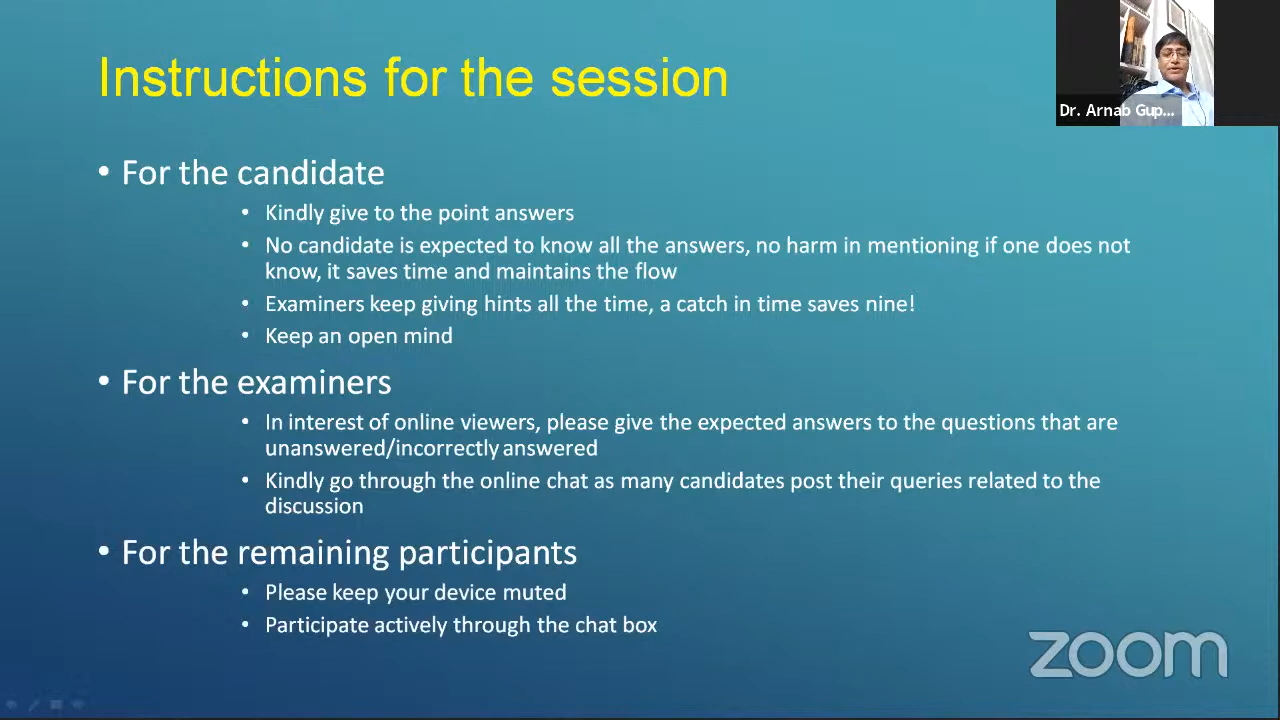 Instructions for the session
Dr. Arnab Gup...
• For the candidate
• Kindly give to the point answers
• No candidate is expected to know all the answers, no harm in mentioning if one does not
know, it saves time and maintains the flow
• Examiners keep giving hints all the time, a catch in time saves nine!
• Keep an open mind
• For the examiners
• In interest of online viewers, please give the expected answers to the questions that are
unanswered/incorrectly answered
• Kindly go through the online chat as many candidates post their queries related to the
discussion
• For the remaining participants
• Please keep your device muted
• Participate actively through the chat box
zoom